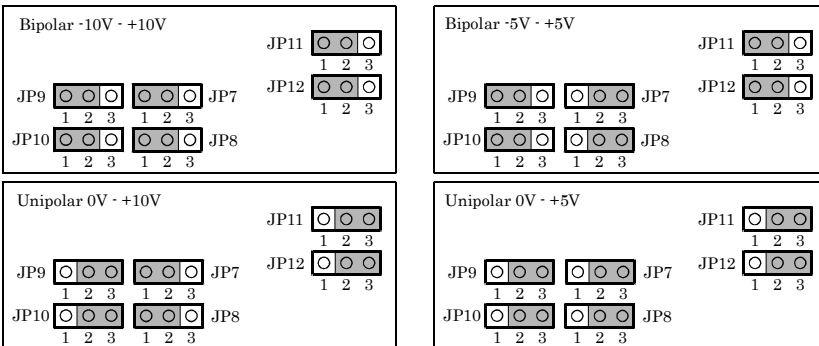 Bipolar -10V - +10V
JP11
1 2 3
JP9 JP7 JP12
1 2 3 1 2 3 1 2 3
JP10 JP8
1 2 3 1 2 3
Bipolar -5V - +5V
JP11
1 2 3
JP9 JP7 JP12
1 2 3 1 2 3 1 2 3
JP10 JP8
1 2 3 1 2 3
Unipolar 0V - +10V
JP11
1 2 3
JP9 JP7 JP12
1 2 3 1 2 3 1 2 3
JP10 JP8
1 2 3 1 2 3
Unipolar 0V - +5V
JP11
1 2 3
JP9 JP7 JP12
1 2 3 1 2 3 1 2 3
JP10 JP8
1 2 3 1 2 3